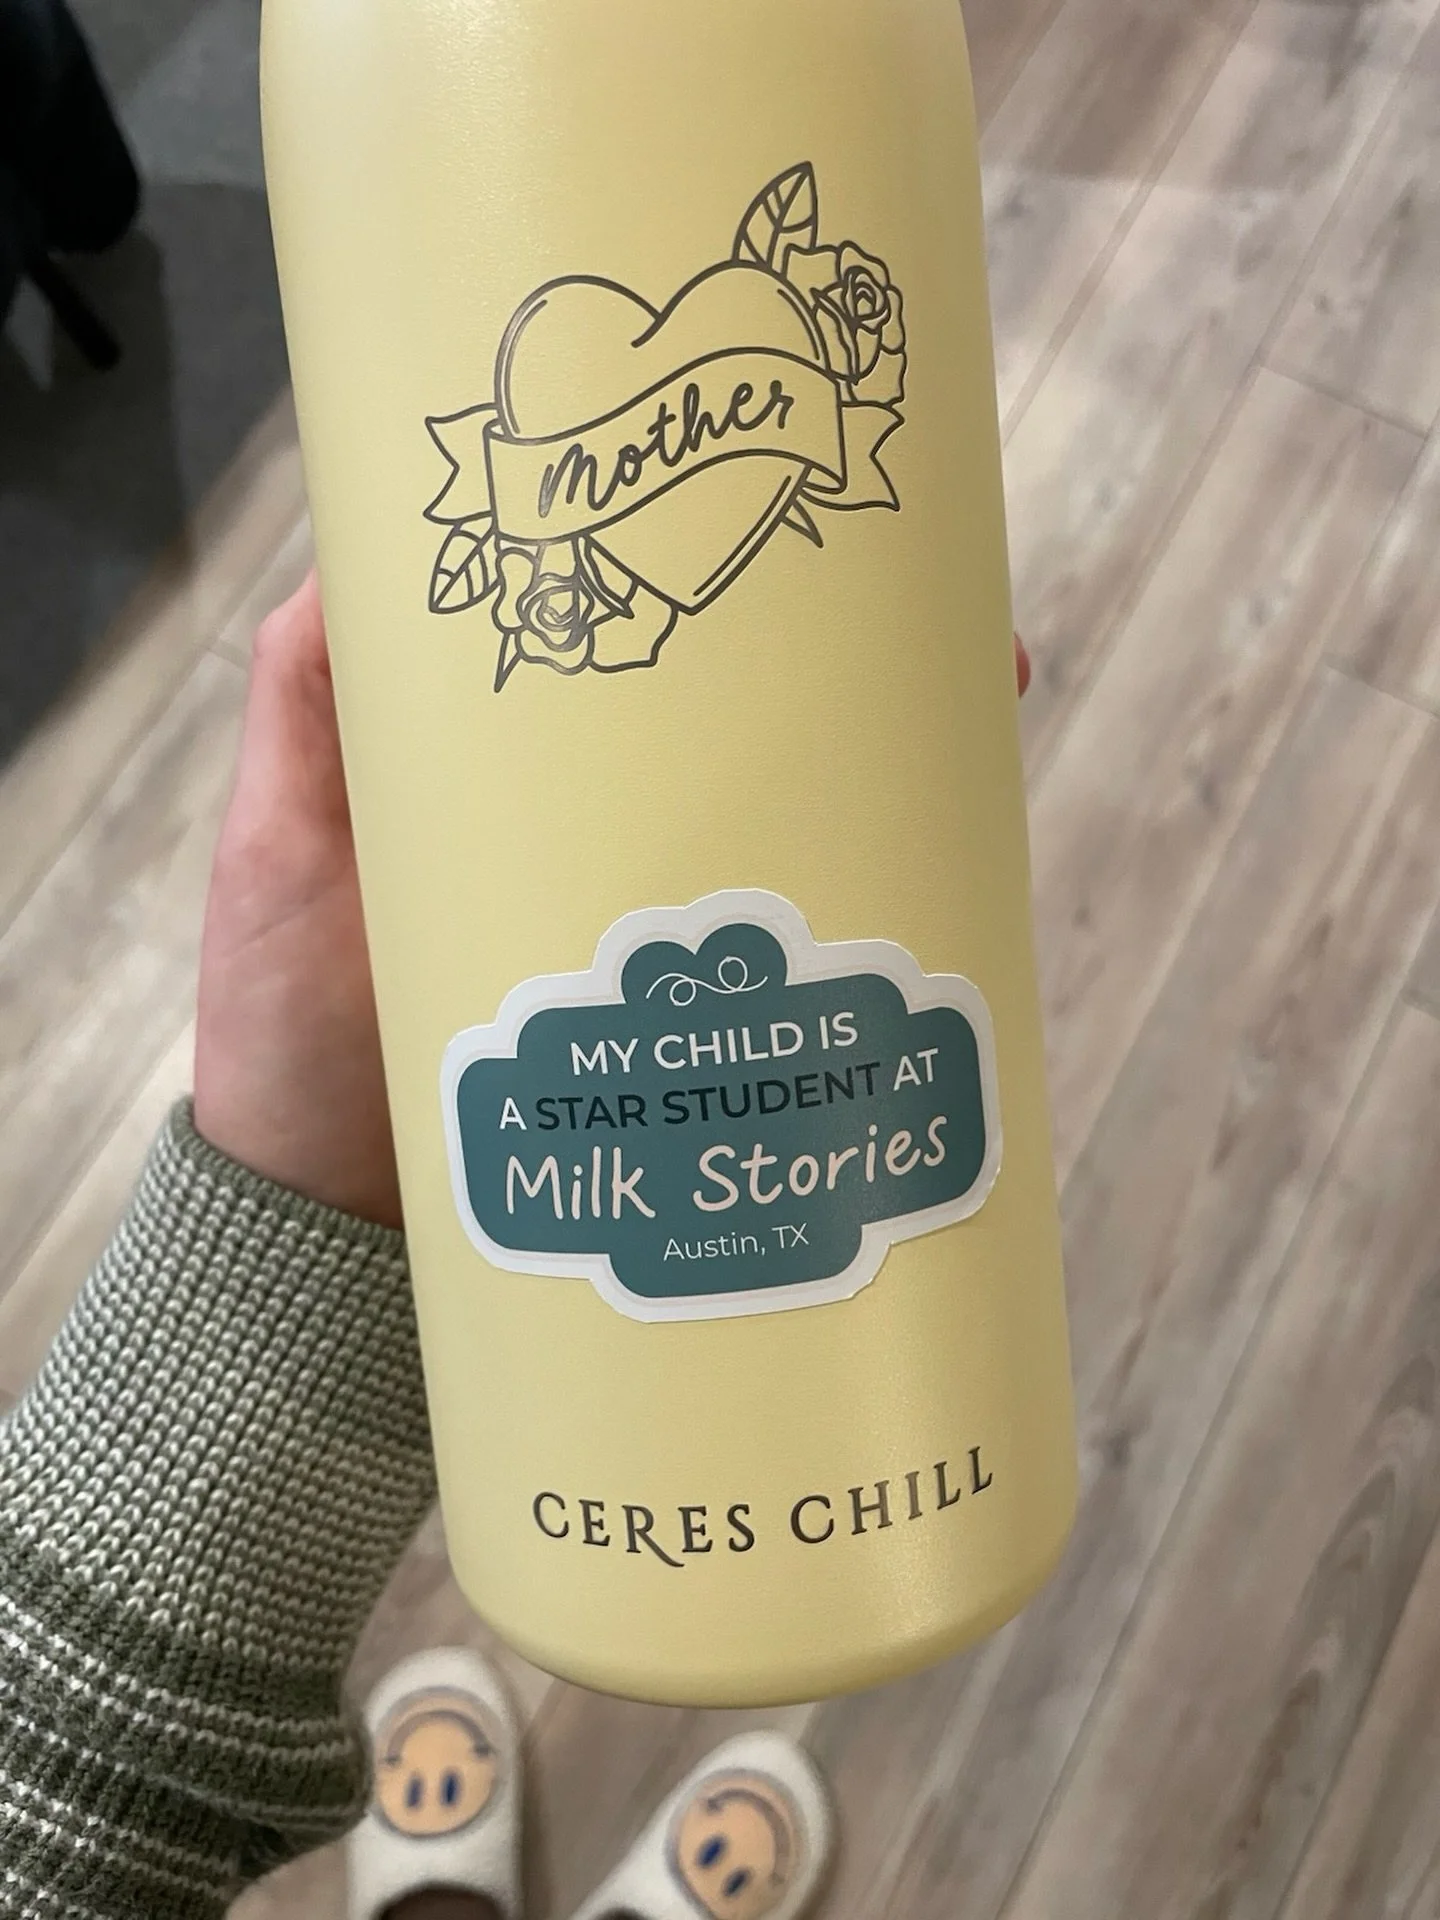 Mother
MY CHILD IS
A STAR STUDENT AT
Milk Stories
Austin, TX
CERES CHILL